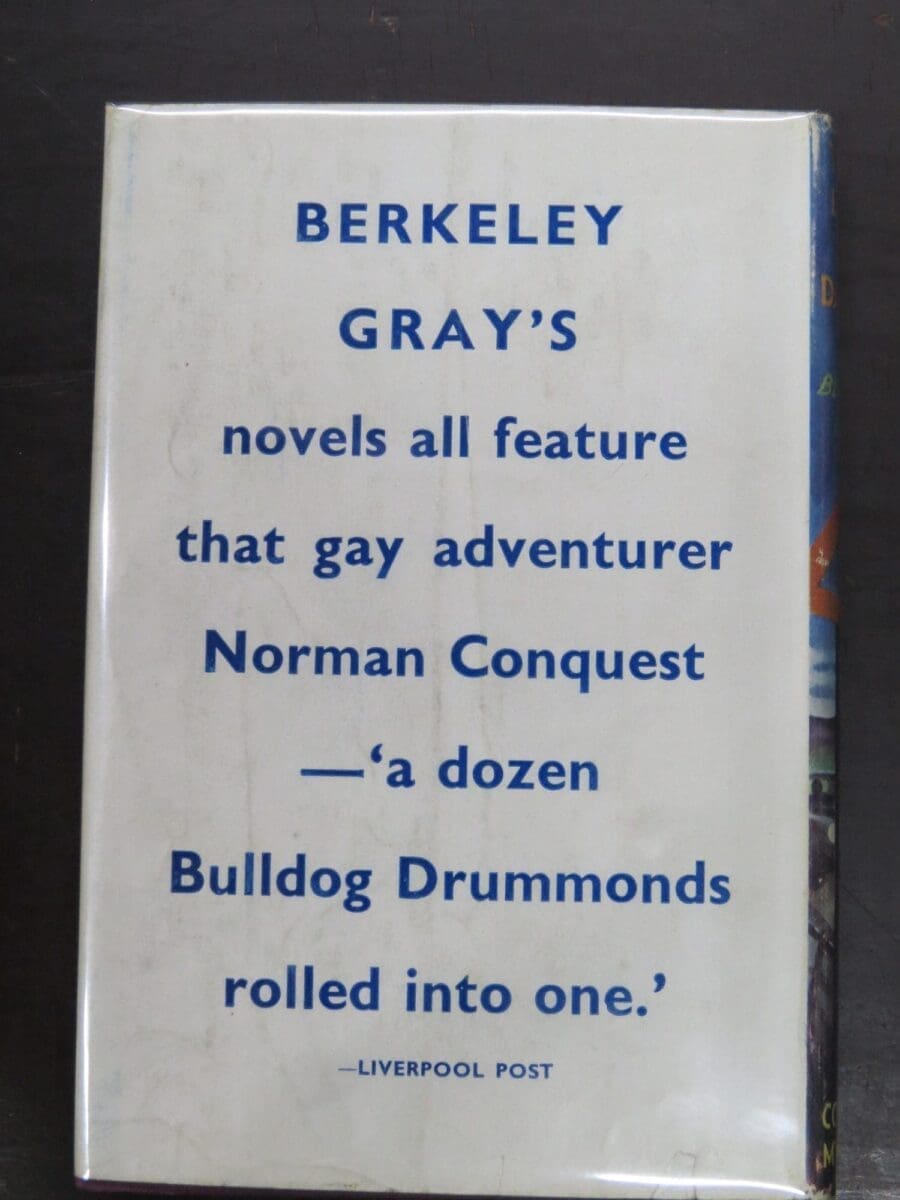 BERKELEY
GRAY’S
novels all feature
that gay adventurer
Norman Conquest
—‘a dozen
Bulldog Drummonds
rolled into one.’
—LIVERPOOL POST